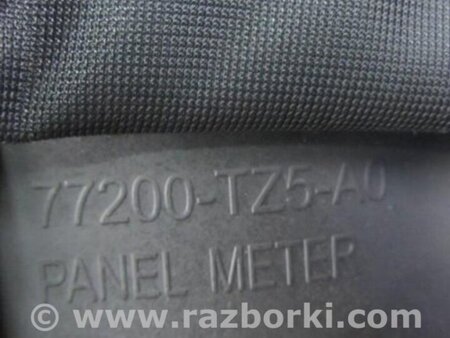 77200-TZ5-A0
PANEL METER
© www.razborki.com